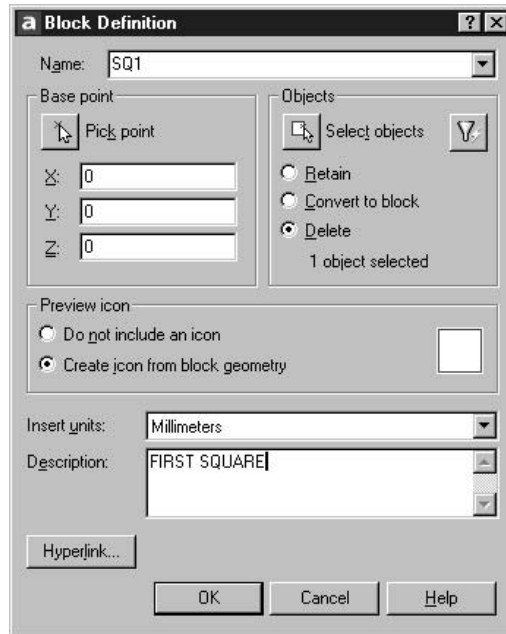 a Block Definition
Name: SQ1
Base point
Pick point
X: 0
Y: 0
Z: 0
Objects
Select objects
Retain
Convert to block
Delete
1 object selected
Preview icon
Do not include an icon
Create icon from block geometry
Insert units: Millimeters
Description: FIRST SQUARE
Hyperlink...
OK Cancel Help